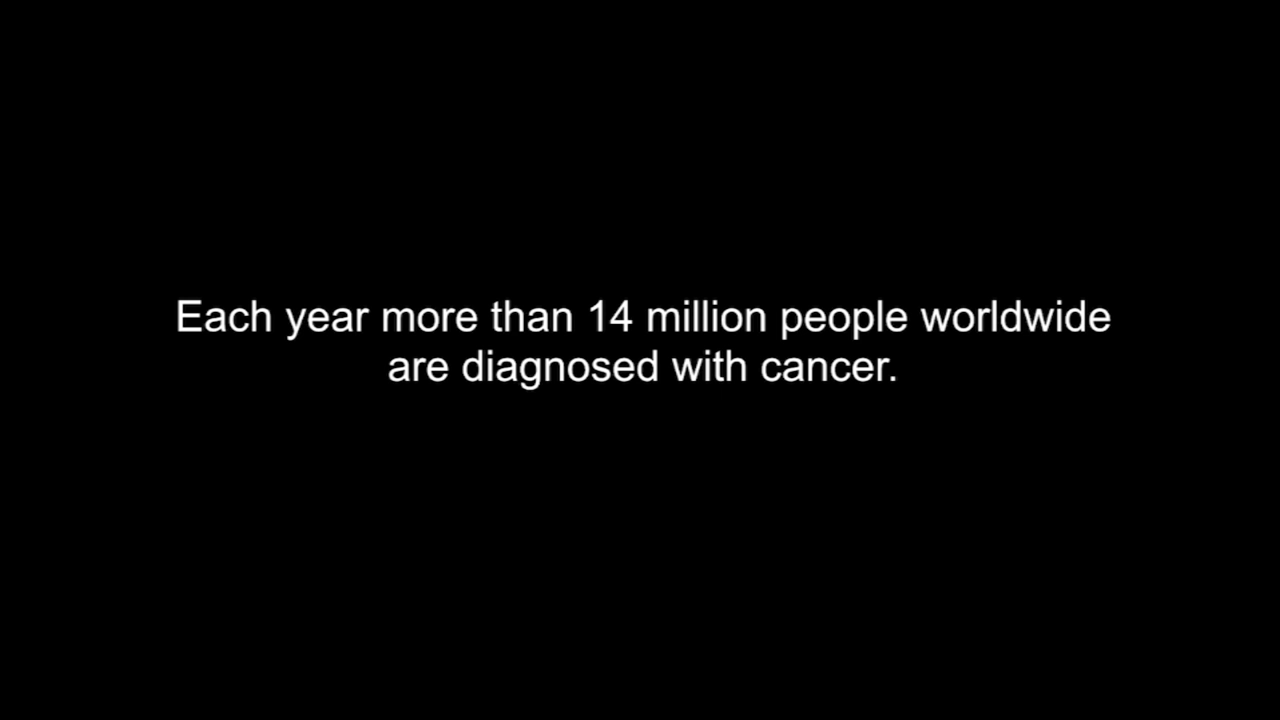 Each year more than 14 million people worldwide
are diagnosed with cancer.